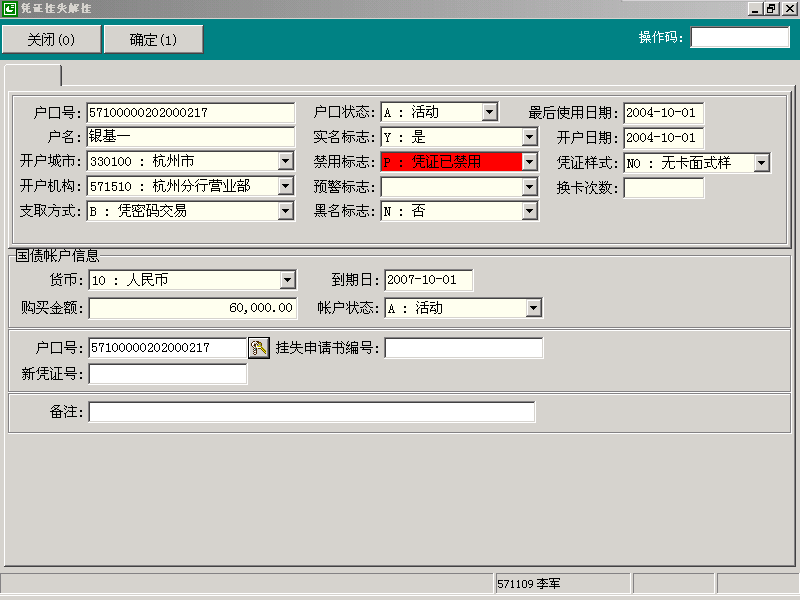 凭证挂失解挂
关闭(0) 确定(1) 操作码:
户口号: 57100000202000217 户口状态: A : 活动 最后使用日期: 2004-10-01
户名: 银基一 实名标志: Y : 是 开户日期: 2004-10-01
开户城市: 330100 : 杭州市 禁用标志: P : 凭证已禁用 凭证样式: NO : 无卡面式样
开户机构: 571510 : 杭州分行营业部 预警标志: 换卡次数:
支取方式: B : 凭密码交易 黑名标志: N : 否
国债帐户信息
货币: 10 : 人民币 到期日: 2007-10-01
购买金额: 60,000.00 帐户状态: A : 活动
户口号: 57100000202000217 挂失申请书编号:
新凭证号:
备注:
571109 李军